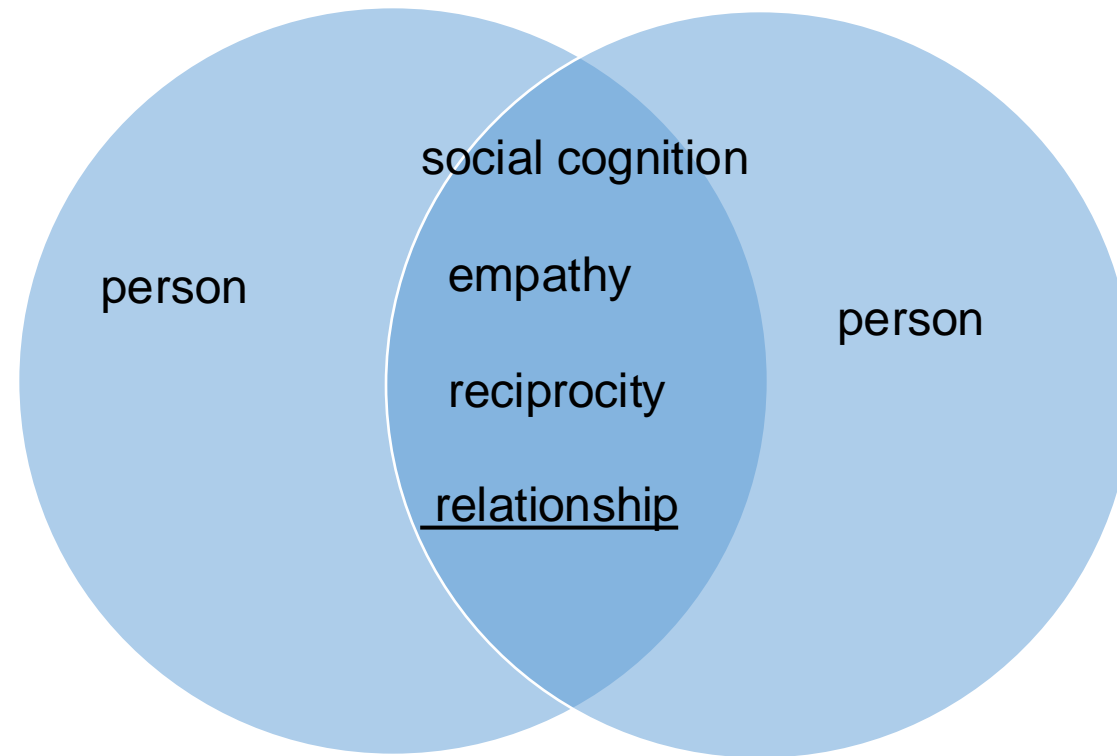 social cognition
person
empathy
person
reciprocity
relationship